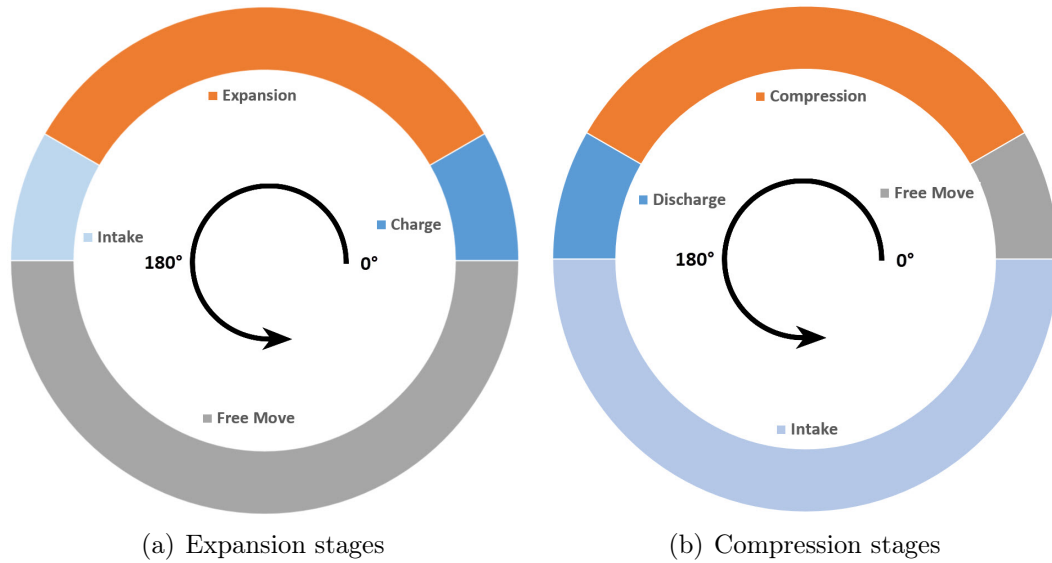 Expansion
Charge
Intake
180°
0°
Free Move
(a) Expansion stages
Compression
Free Move
Discharge
180°
0°
Intake
(b) Compression stages